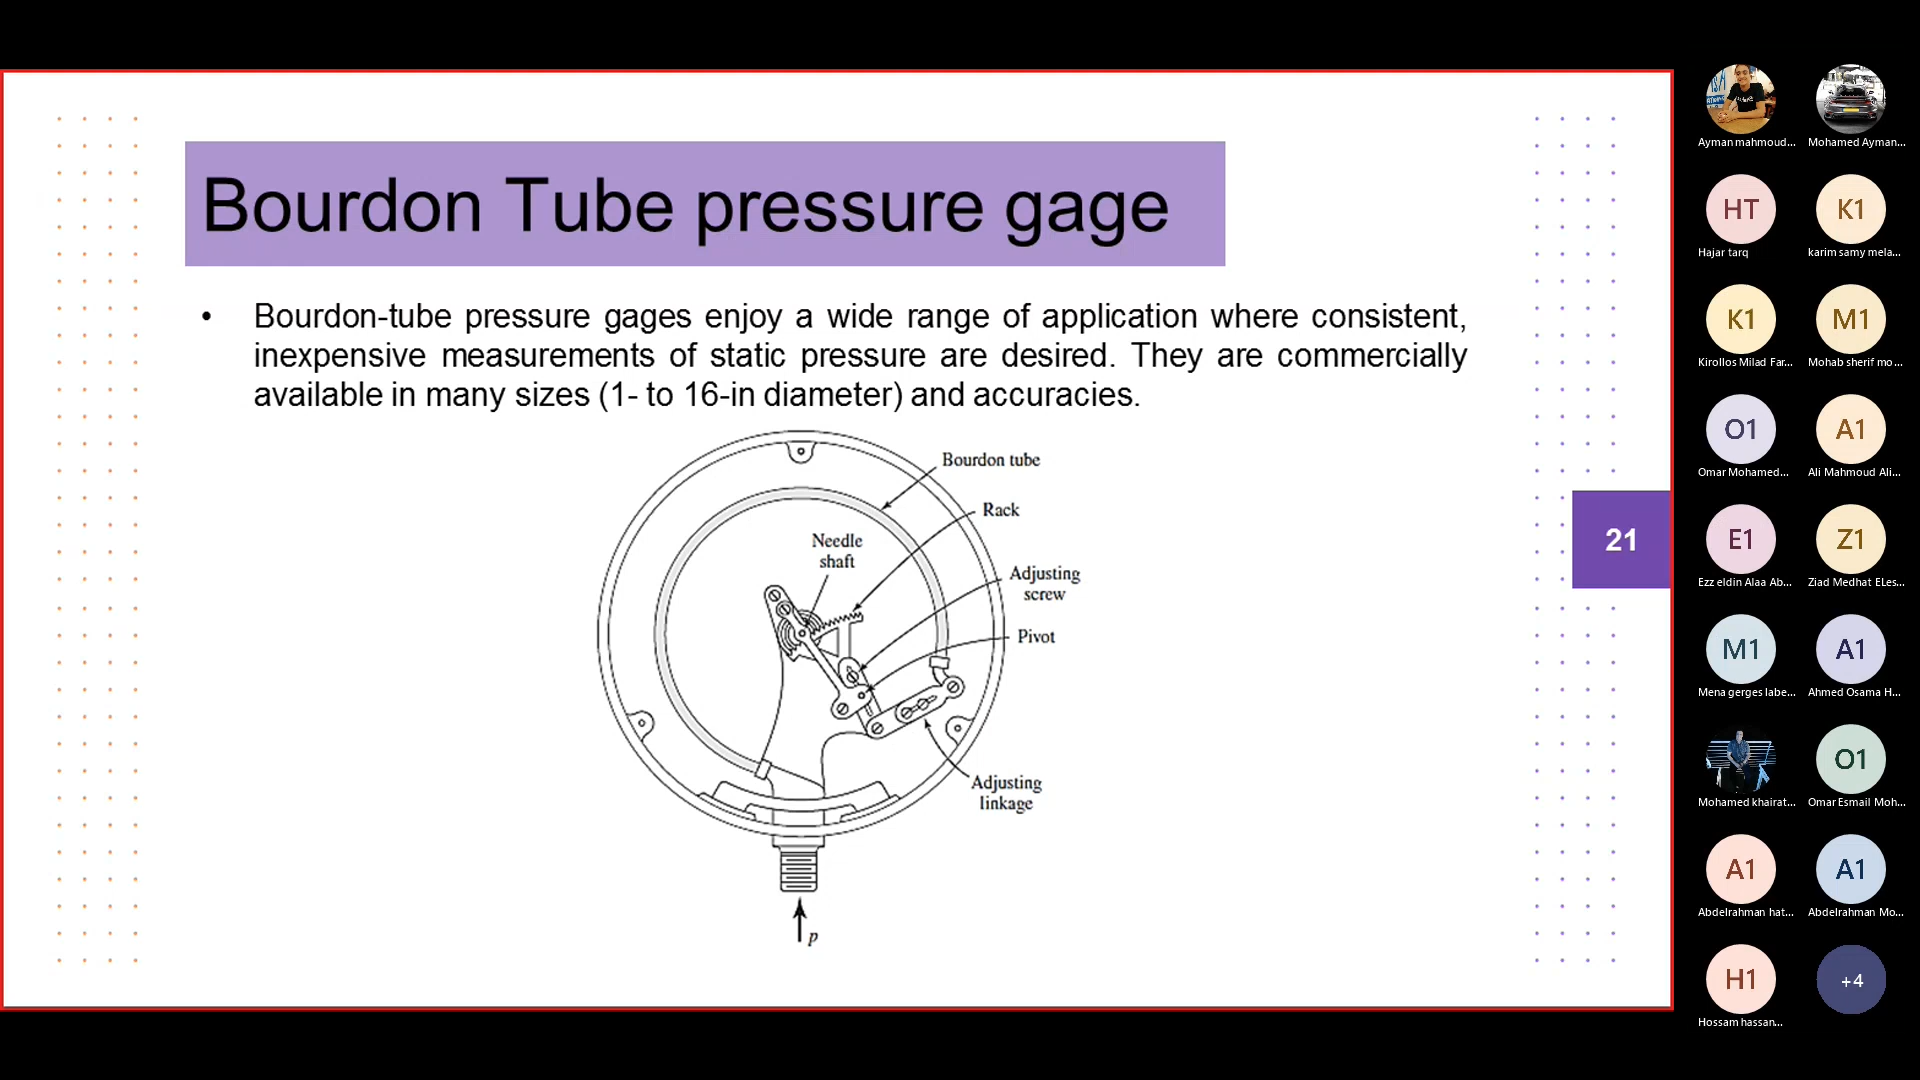 Bourdon Tube pressure gage
• Bourdon-tube pressure gages enjoy a wide range of application where consistent,
inexpensive measurements of static pressure are desired. They are commercially
available in many sizes (1- to 16-in diameter) and accuracies.
Bourdon tube
Rack
Needle
shaft
Adjusting
screw
Pivot
Adjusting
linkage
p
21
Ayman mahmoud...
Mohamed Ayman...
HT
Hajar tarq
K1
karim samy mela...
K1
Kirollos Milad Far...
M1
Mohab sherif mo...
O1
Omar Mohamed...
A1
Ali Mahmoud Ali...
E1
Ezz eldin Alaa Ab...
Z1
Ziad Medhat ELes...
M1
Mena gerges labe...
A1
Ahmed Osama H...
Mohamed khairat...
O1
Omar Esmail Moh...
A1
Abdelrahman hat...
A1
Abdelrahman Mo...
H1
Hossam hassan...
+4